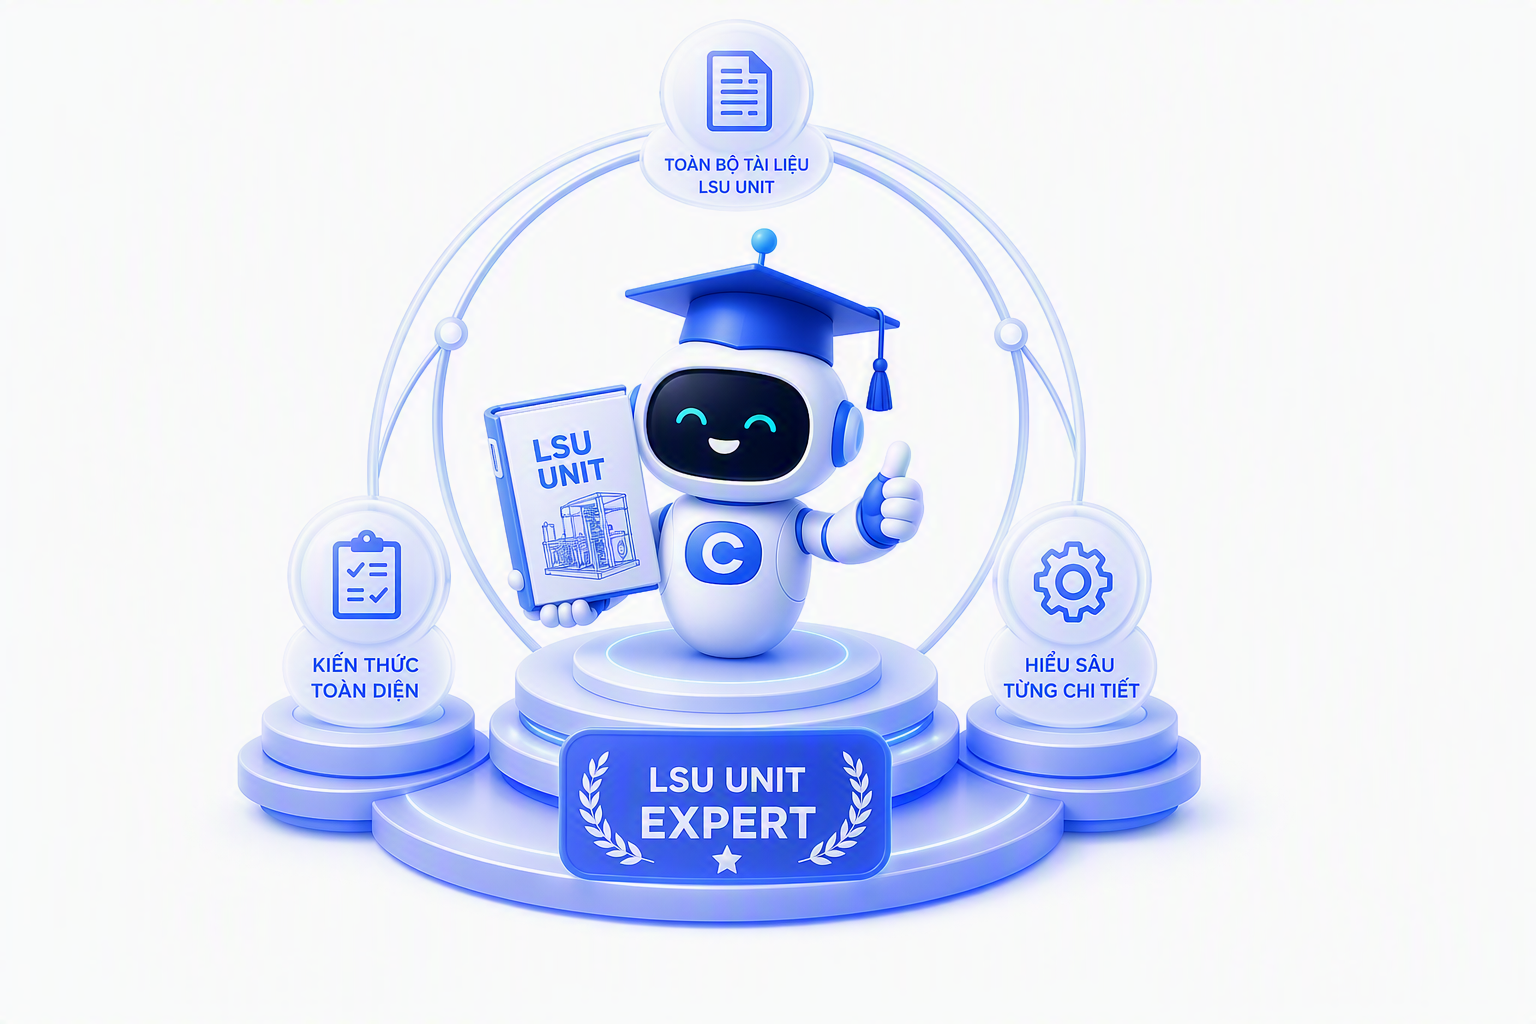 TOÀN BỘ TÀI LIỆU
LSU UNIT
LSU
UNIT
C
KIẾN THỨC
TOÀN DIỆN
HIỂU SÂU
TỪNG CHI TIẾT
LSU UNIT
EXPERT